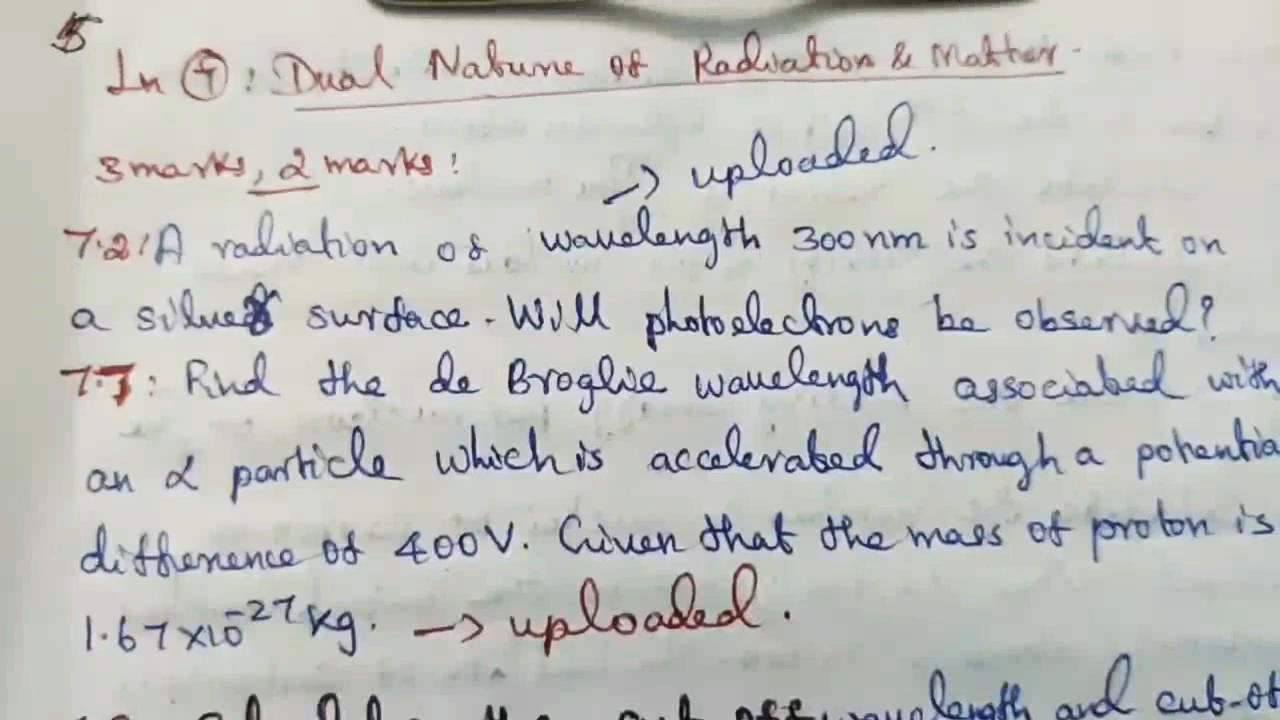 5
Ln 7: Dual Nature of Radiation & Matter.
3 marks, 2 marks:
→ uploaded.
7.2: A radiation of wavelength 300 nm is incident on
a silver surface. Will photoelectrons be observed?
7.7: Find the de Broglie wavelength associated with
an α particle which is accelerated through a potentia
difference of 400V. Given that the mass of proton is
1.67×10⁻²⁷ kg. → uploaded.
wavelength and cut-of